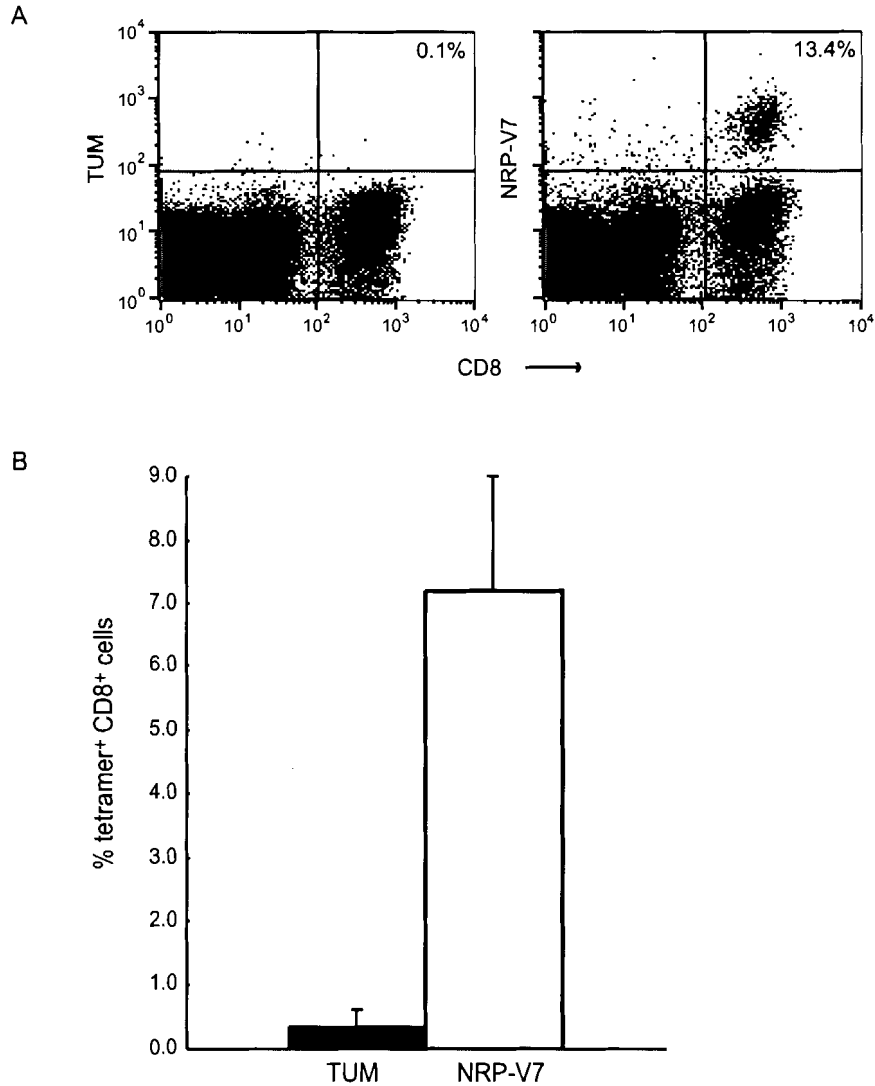 A
0.1%
13.4%
TUM
10⁴
10³
10²
10¹
10⁰
10⁰ 10¹ 10² 10³ 10⁴
NRP-V7
10⁰ 10¹ 10² 10³ 10⁴
CD8
B
% tetramer⁺ CD8⁺ cells
9.0
8.0
7.0
6.0
5.0
4.0
3.0
2.0
1.0
0.0
TUM NRP-V7